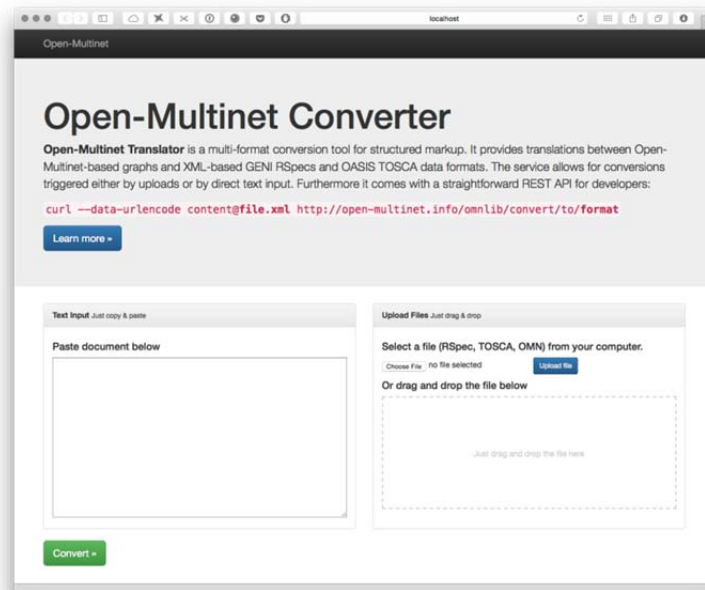 localhost
Open-Multinet
Open-Multinet Converter
Open-Multinet Translator is a multi-format conversion tool for structured markup. It provides translations between Open-
Multinet-based graphs and XML-based GENI RSpecs and OASIS TOSCA data formats. The service allows for conversions
triggered either by uploads or by direct text input. Furthermore it comes with a straightforward REST API for developers:
curl --data-urlencode content@file.xml http://open-multinet.info/omnlib/convert/to/format
Learn more »
Text Input Just copy & paste
Paste document below
Convert »
Upload Files Just drag & drop
Select a file (RSpec, TOSCA, OMN) from your computer.
Choose File no file selected Upload file
Or drag and drop the file below
Just drag and drop the file here